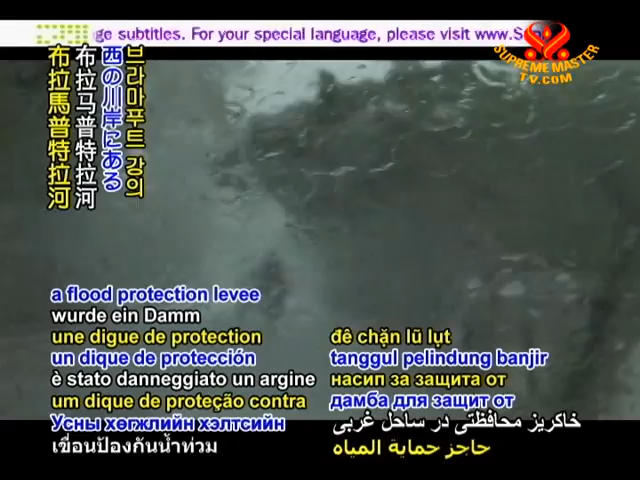 ge subtitles. For your special language, please visit www.S
SUPREME MASTER
TV.COM
布拉馬普特拉河
布拉马普特拉河
西の川岸にある
브라마푸트라 강의
a flood protection levee
wurde ein Damm
une digue de protection
un dique de protección
è stato danneggiato un argine
um dique de proteção contra
Усны хөгжлийн хэлтсийн
เขื่อนป้องกันน้ำท่วม
đê chặn lũ lụt
tanggul pelindung banjir
насип за защита от
дамба для защит от
خاکریز محافظتی در ساحل غربی
حاجز حماية المياه